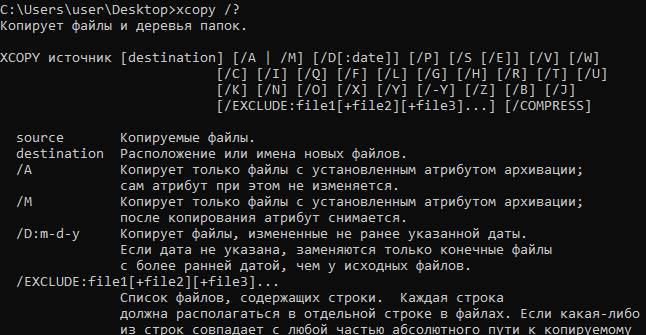 C:\Users\user\Desktop>xcopy /?
Копирует файлы и деревья папок.
XCOPY источник [destination] [/A | /M] [/D[:date]] [/P] [/S [/E]] [/V] [/W]
[/C] [/I] [/Q] [/F] [/L] [/G] [/H] [/R] [/T] [/U]
[/K] [/N] [/O] [/X] [/Y] [/-Y] [/Z] [/B] [/J]
[/EXCLUDE:file1[+file2][+file3]...] [/COMPRESS]
source Копируемые файлы.
destination Расположение или имена новых файлов.
/A Копирует только файлы с установленным атрибутом архивации;
сам атрибут при этом не изменяется.
/M Копирует только файлы с установленным атрибутом архивации;
после копирования атрибут снимается.
/D:m-d-y Копирует файлы, измененные не ранее указанной даты.
Если дата не указана, заменяются только конечные файлы
с более ранней датой, чем у исходных файлов.
/EXCLUDE:file1[+file2][+file3]...
Список файлов, содержащих строки.  Каждая строка
должна располагаться в отдельной строке в файлах. Если какая-либо
из строк совпадает с любой частью абсолютного пути к копируемому